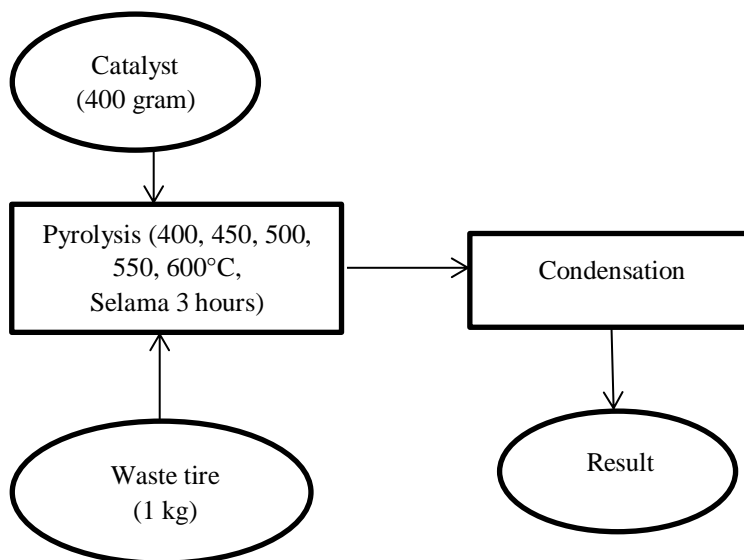 Catalyst
(400 gram)
Pyrolysis (400, 450, 500,
550, 600°C,
Selama 3 hours)
Condensation
Waste tire
(1 kg)
Result